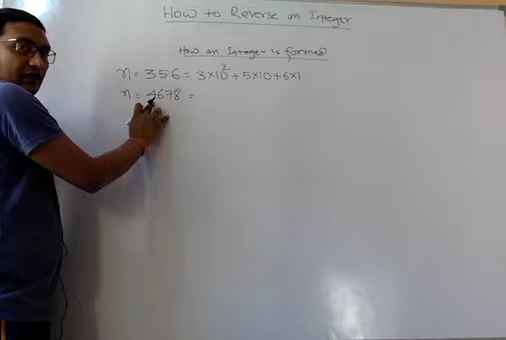 How to Reverse an Integer
How an Integer is formed
n = 356 = 3×10² + 5×10 + 6×1
n = 4678 =